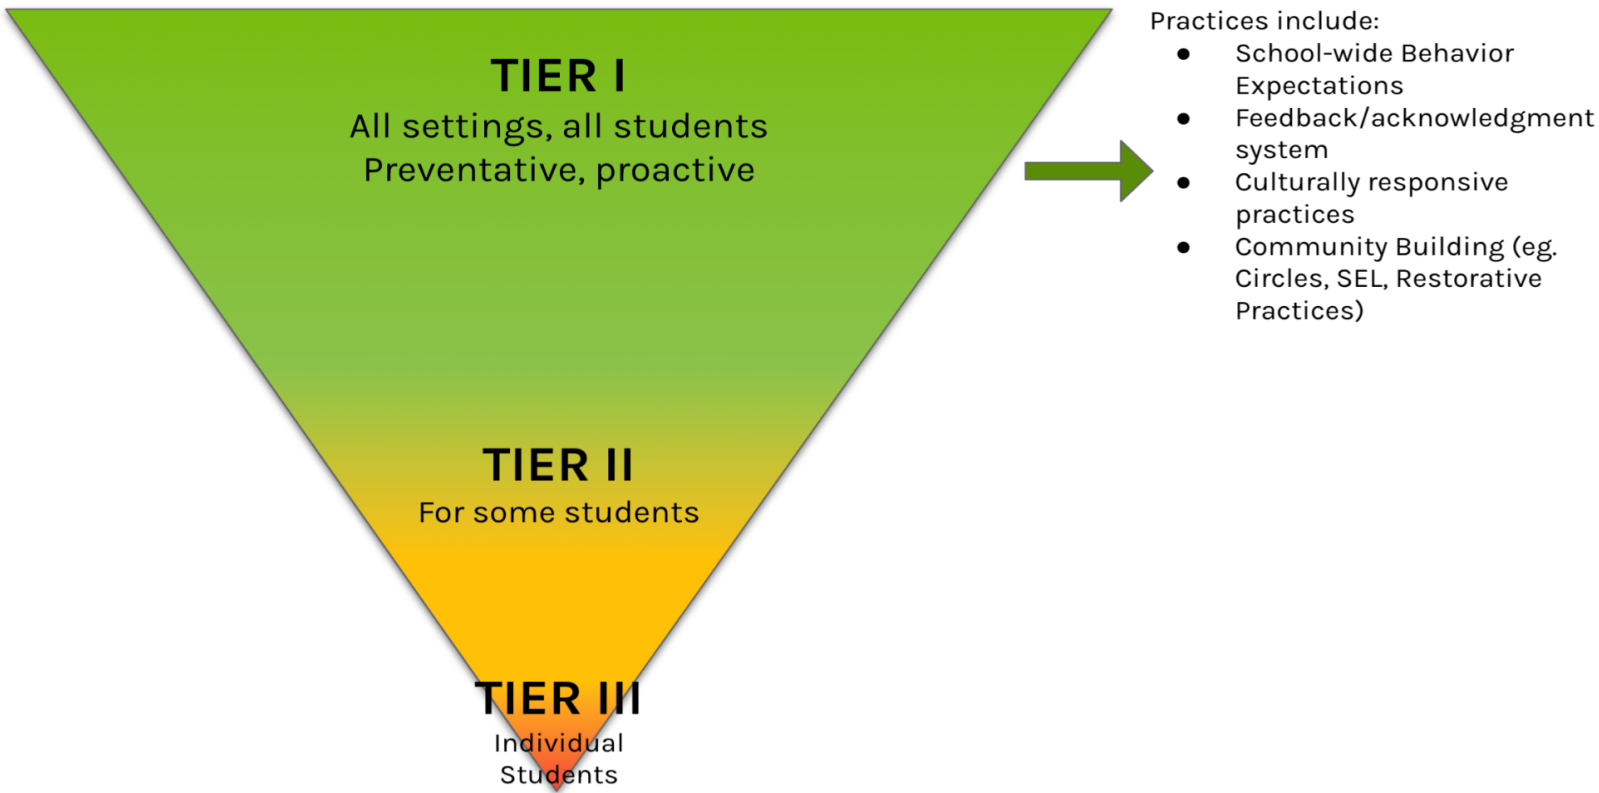 TIER I
All settings, all students
Preventative, proactive
Practices include:
● School-wide Behavior
Expectations
● Feedback/acknowledgment
system
● Culturally responsive
practices
● Community Building (eg.
Circles, SEL, Restorative
Practices)
TIER II
For some students
TIER III
Individual
Students